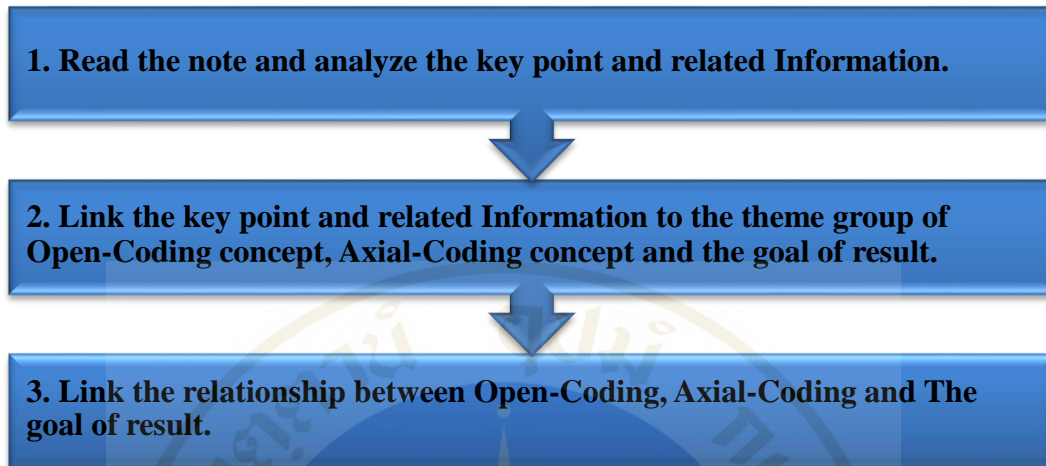 1. Read the note and analyze the key point and related Information.
2. Link the key point and related Information to the theme group of
Open-Coding concept, Axial-Coding concept and the goal of result.
3. Link the relationship between Open-Coding, Axial-Coding and The
goal of result.